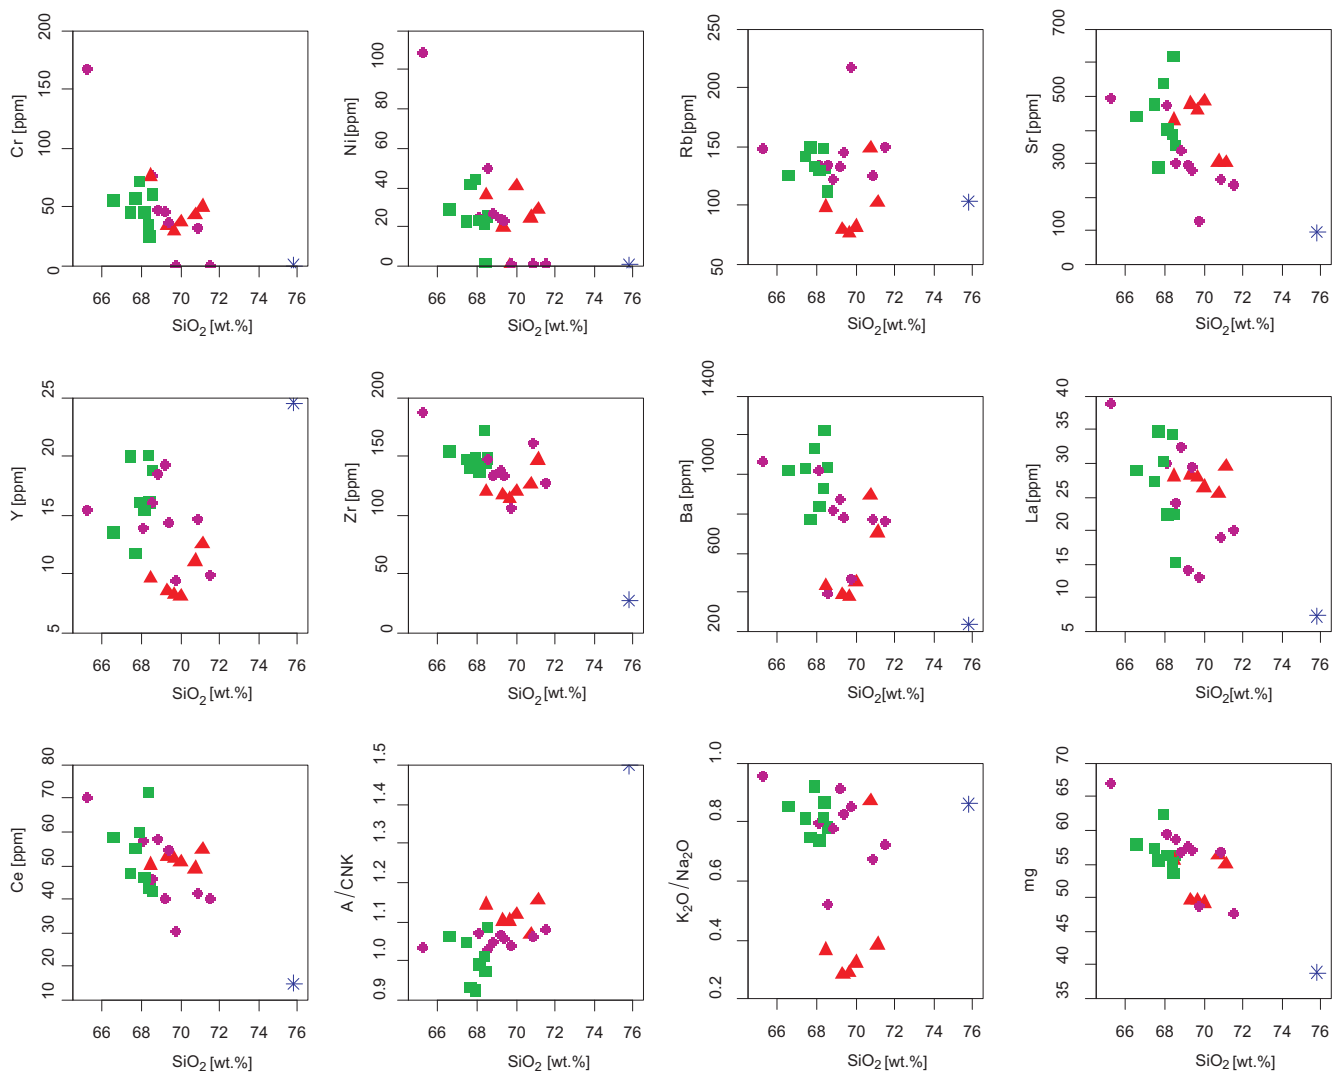 Cr [ppm]
200
150
100
50
0
66 68 70 72 74 76
SiO2 [wt.%]
Ni [ppm]
100
80
60
40
20
0
66 68 70 72 74 76
SiO2 [wt.%]
Rb [ppm]
250
200
150
100
50
66 68 70 72 74 76
SiO2 [wt.%]
Sr [ppm]
700
500
300
100
0
66 68 70 72 74 76
SiO2 [wt.%]
Y [ppm]
25
20
15
10
5
66 68 70 72 74 76
SiO2 [wt.%]
Zr [ppm]
200
150
100
50
0
66 68 70 72 74 76
SiO2 [wt.%]
Ba [ppm]
1400
1000
600
200
66 68 70 72 74 76
SiO2 [wt.%]
La [ppm]
40
35
30
25
20
15
10
5
66 68 70 72 74 76
SiO2 [wt.%]
Ce [ppm]
80
70
60
50
40
30
20
10
66 68 70 72 74 76
SiO2 [wt.%]
A/CNK
1.5
1.4
1.3
1.2
1.1
1.0
0.9
66 68 70 72 74 76
SiO2 [wt.%]
K2O/Na2O
1.0
0.8
0.6
0.4
0.2
66 68 70 72 74 76
SiO2 [wt.%]
mg
70
65
60
55
50
45
40
35
66 68 70 72 74 76
SiO2 [wt.%]